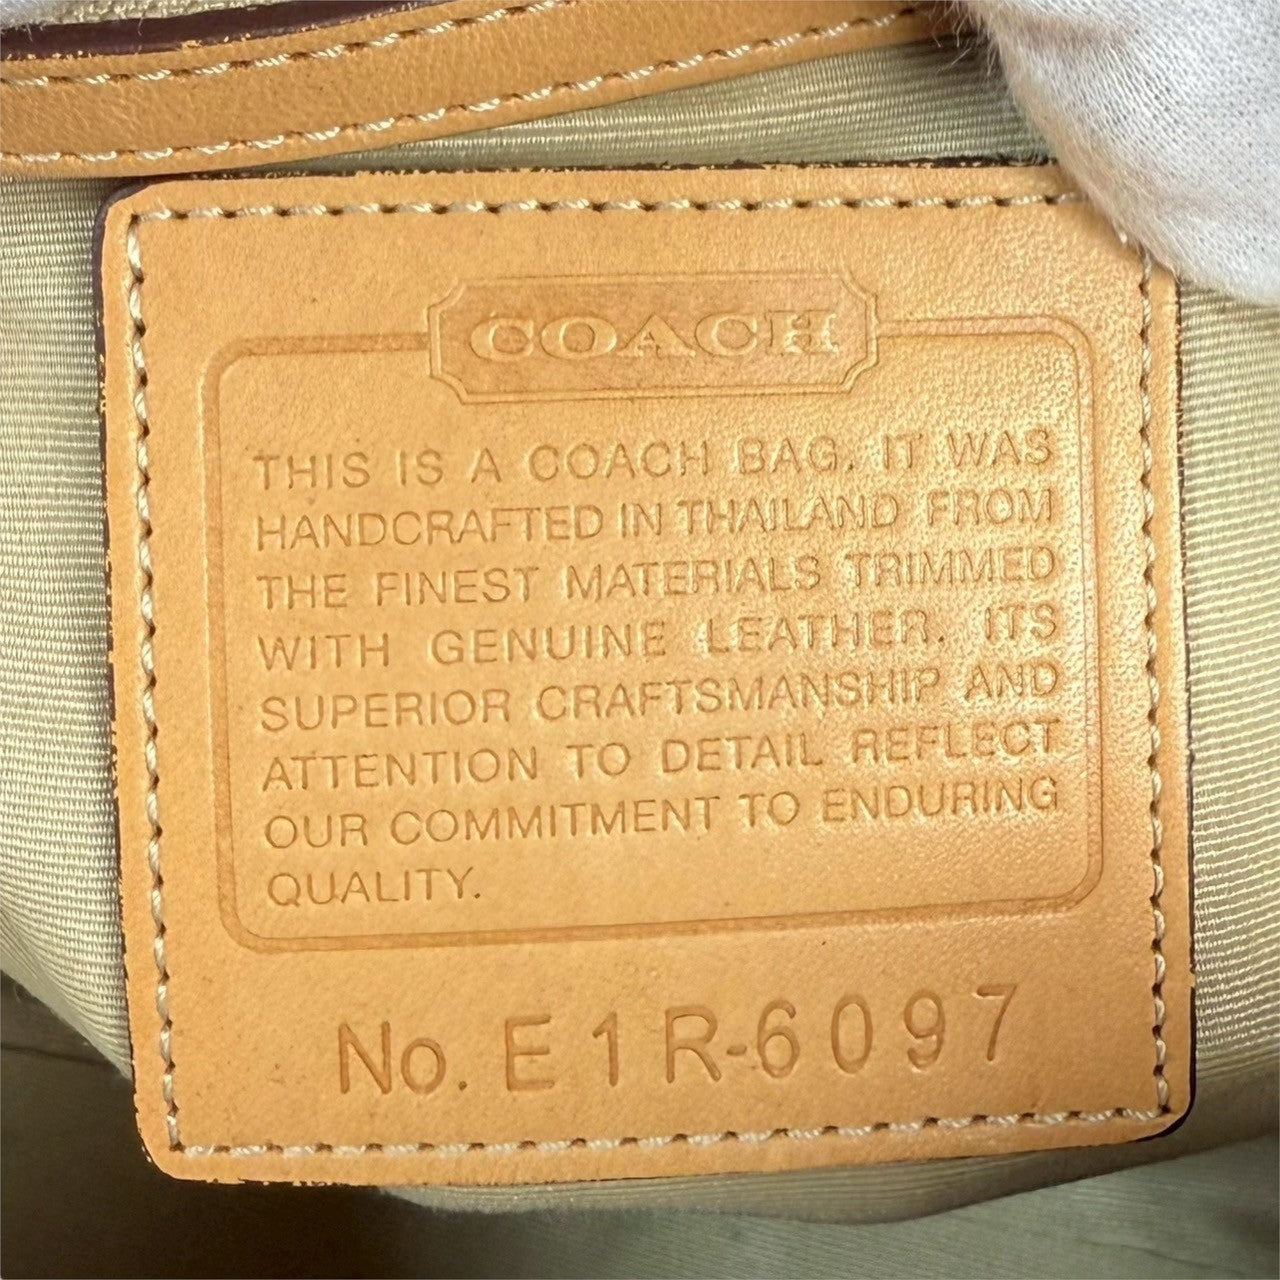 COACH
THIS IS A COACH BAG. IT WAS
HANDCRAFTED IN THAILAND FROM
THE FINEST MATERIALS TRIMMED
WITH GENUINE LEATHER. ITS
SUPERIOR CRAFTSMANSHIP AND
ATTENTION TO DETAIL REFLECT
OUR COMMITMENT TO ENDURING
QUALITY.
No. E1R-6097